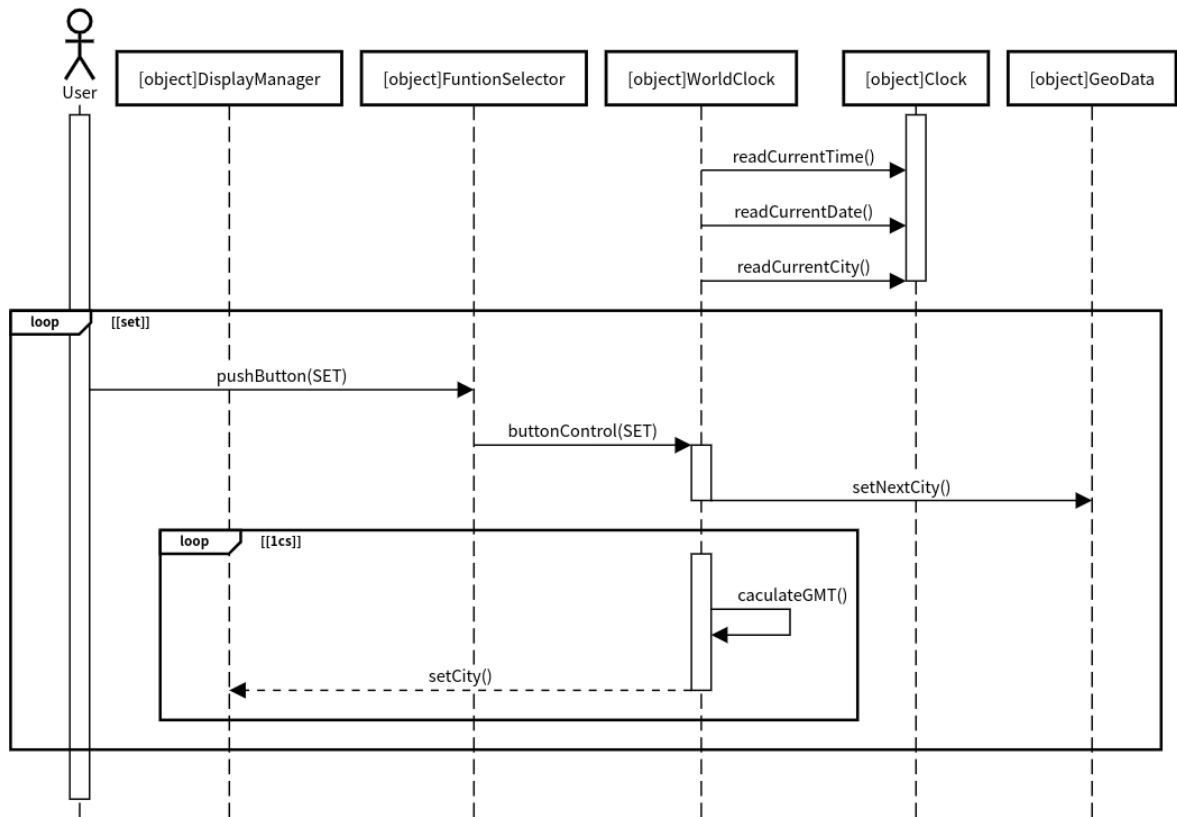 User
[object]DisplayManager
[object]FuntionSelector
[object]WorldClock
[object]Clock
[object]GeoData
readCurrentTime()
readCurrentDate()
readCurrentCity()
loop
[[set]]
pushButton(SET)
buttonControl(SET)
setNextCity()
loop
[[1cs]]
caculateGMT()
setCity()